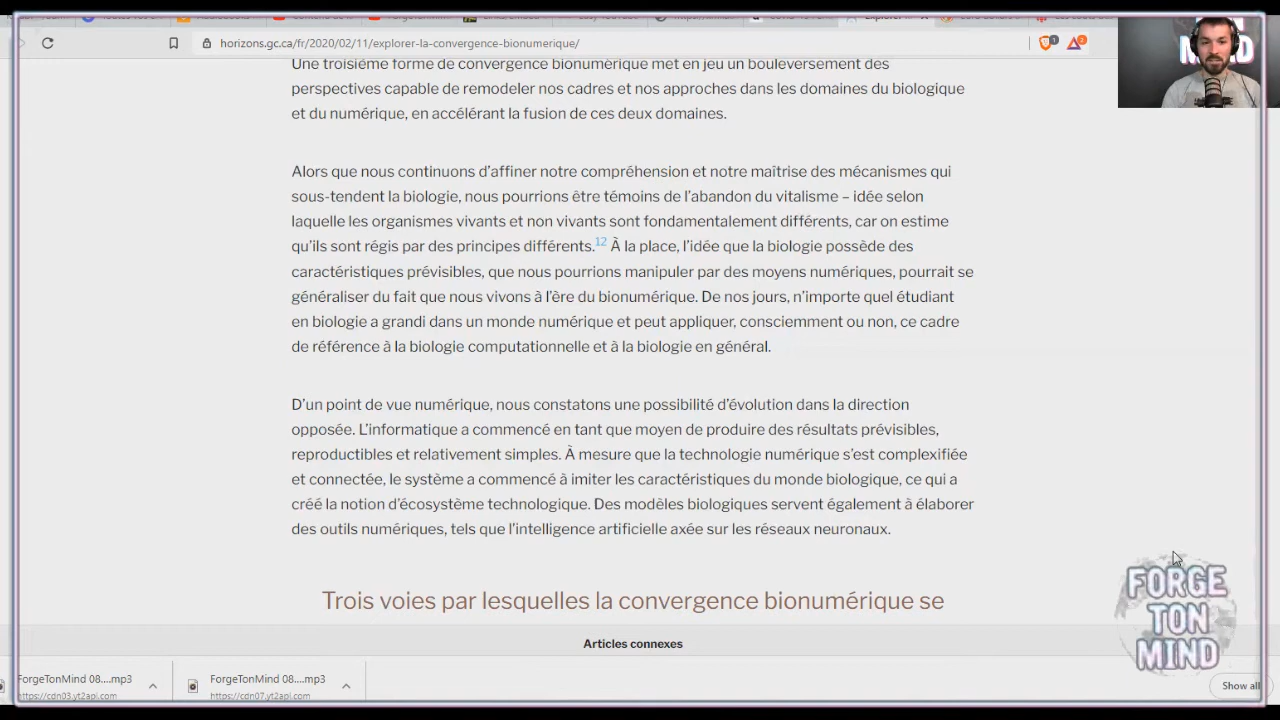 horizons.gc.ca/fr/2020/02/11/explorer-la-convergence-bionumerique/
1
2
MIND
Une troisième forme de convergence bionumérique met en jeu un bouleversement des
perspectives capable de remodeler nos cadres et nos approches dans les domaines du biologique
et du numérique, en accélérant la fusion de ces deux domaines.
Alors que nous continuons d’affiner notre compréhension et notre maîtrise des mécanismes qui
sous-tendent la biologie, nous pourrions être témoins de l’abandon du vitalisme – idée selon
laquelle les organismes vivants et non vivants sont fondamentalement différents, car on estime
qu’ils sont régis par des principes différents.12 À la place, l’idée que la biologie possède des
caractéristiques prévisibles, que nous pourrions manipuler par des moyens numériques, pourrait se
généraliser du fait que nous vivons à l’ère du bionumérique. De nos jours, n’importe quel étudiant
en biologie a grandi dans un monde numérique et peut appliquer, consciemment ou non, ce cadre
de référence à la biologie computationnelle et à la biologie en général.
D’un point de vue numérique, nous constatons une possibilité d’évolution dans la direction
opposée. L’informatique a commencé en tant que moyen de produire des résultats prévisibles,
reproductibles et relativement simples. À mesure que la technologie numérique s’est complexifiée
et connectée, le système a commencé à imiter les caractéristiques du monde biologique, ce qui a
créé la notion d’écosystème technologique. Des modèles biologiques servent également à élaborer
des outils numériques, tels que l’intelligence artificielle axée sur les réseaux neuronaux.
Trois voies par lesquelles la convergence bionumérique se
FORGE
TON
MIND
Articles connexes
ForgeTonMind 08....mp3
https://cdn03.yt2api.com
ForgeTonMind 08....mp3
https://cdn07.yt2api.com
Show all